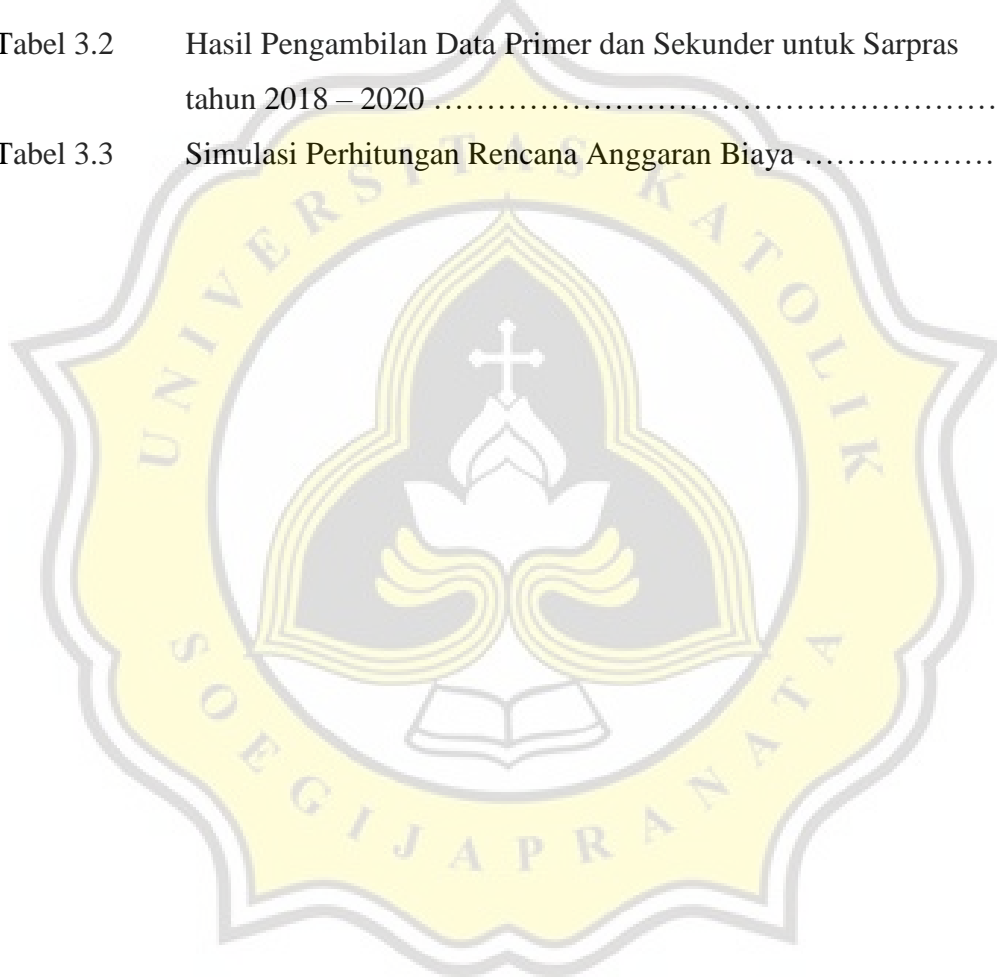 Tabel 3.2 Hasil Pengambilan Data Primer dan Sekunder untuk Sarpras
tahun 2018 – 2020 ……………………………………………
Tabel 3.3 Simulasi Perhitungan Rencana Anggaran Biaya ………………
UNIVERSITAS KATOLIK
SOEGIJAPRANATA